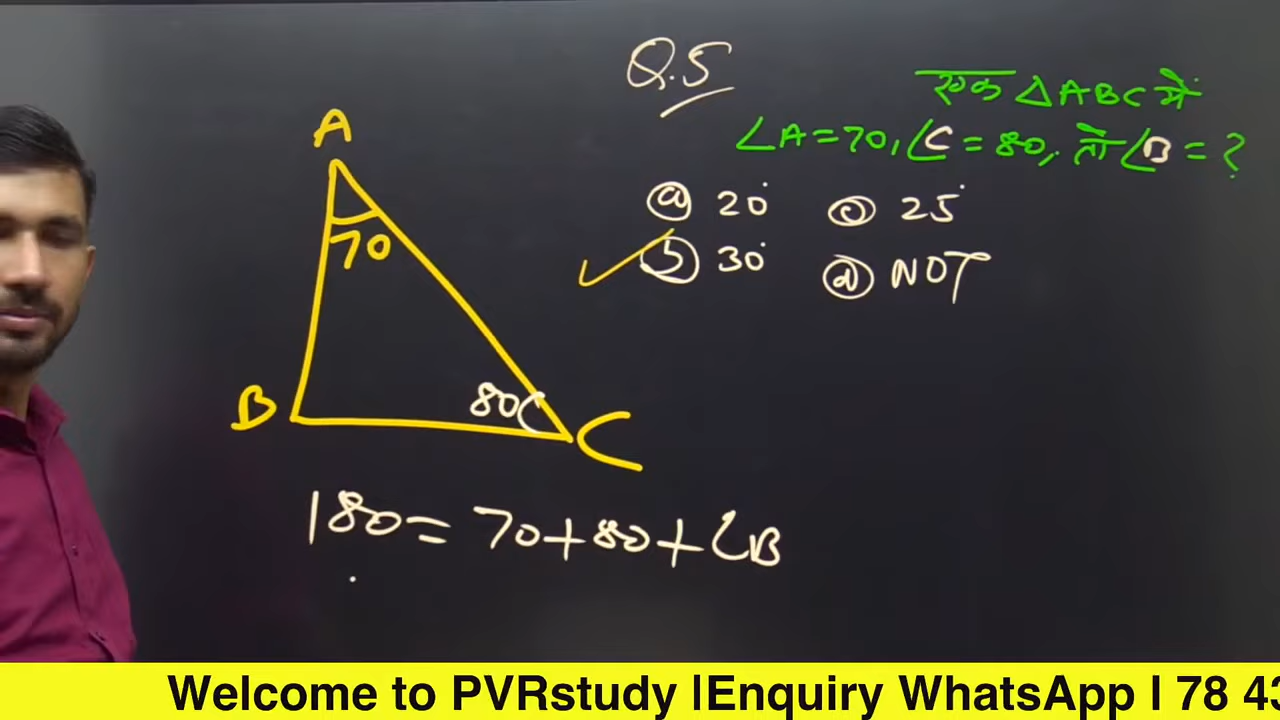 Q.5
एक △ABC में
∠A=70, ∠C=80, तो ∠B=?
A
70
B
80
C
ⓐ 20° ⓒ 25°
ⓑ 30° ⓓ NOT
180=70+80+∠B
Welcome to PVRstudy |Enquiry WhatsApp | 78 43